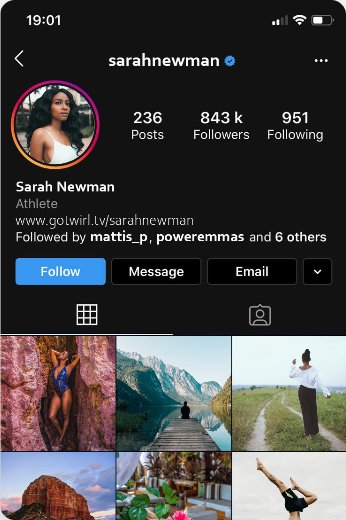 19:01
sarahnewman
236 843 k 951
Posts Followers Following
Sarah Newman
Athlete
www.gotwirl.tv/sarahnewman
Followed by mattis_p, poweremmas and 6 others
Follow Message Email